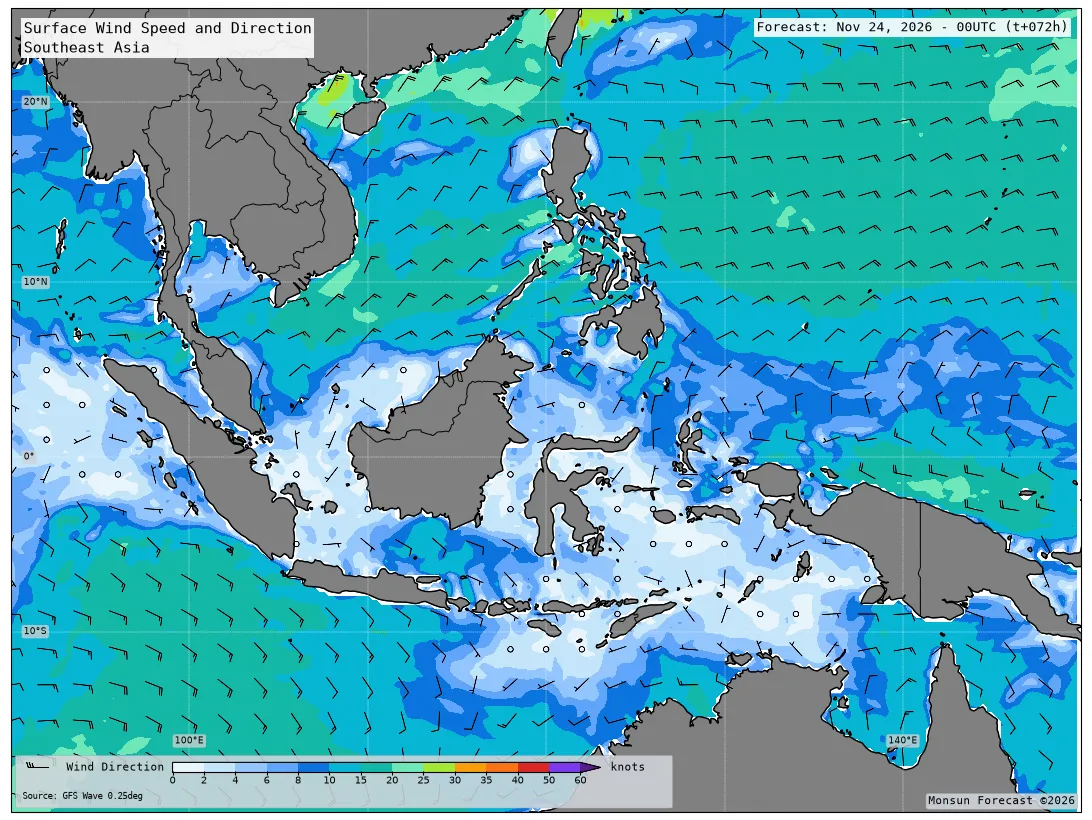 Surface Wind Speed and Direction
Southeast Asia
Forecast: Nov 24, 2026 - 00UTC (t+072h)
20°N
10°N
0°
10°S
100°E
140°E
Wind Direction
0 2 4 6 8 10 15 20 25 30 35 40 50 60
knots
Source: GFS Wave 0.25deg
Monsun Forecast ©2026